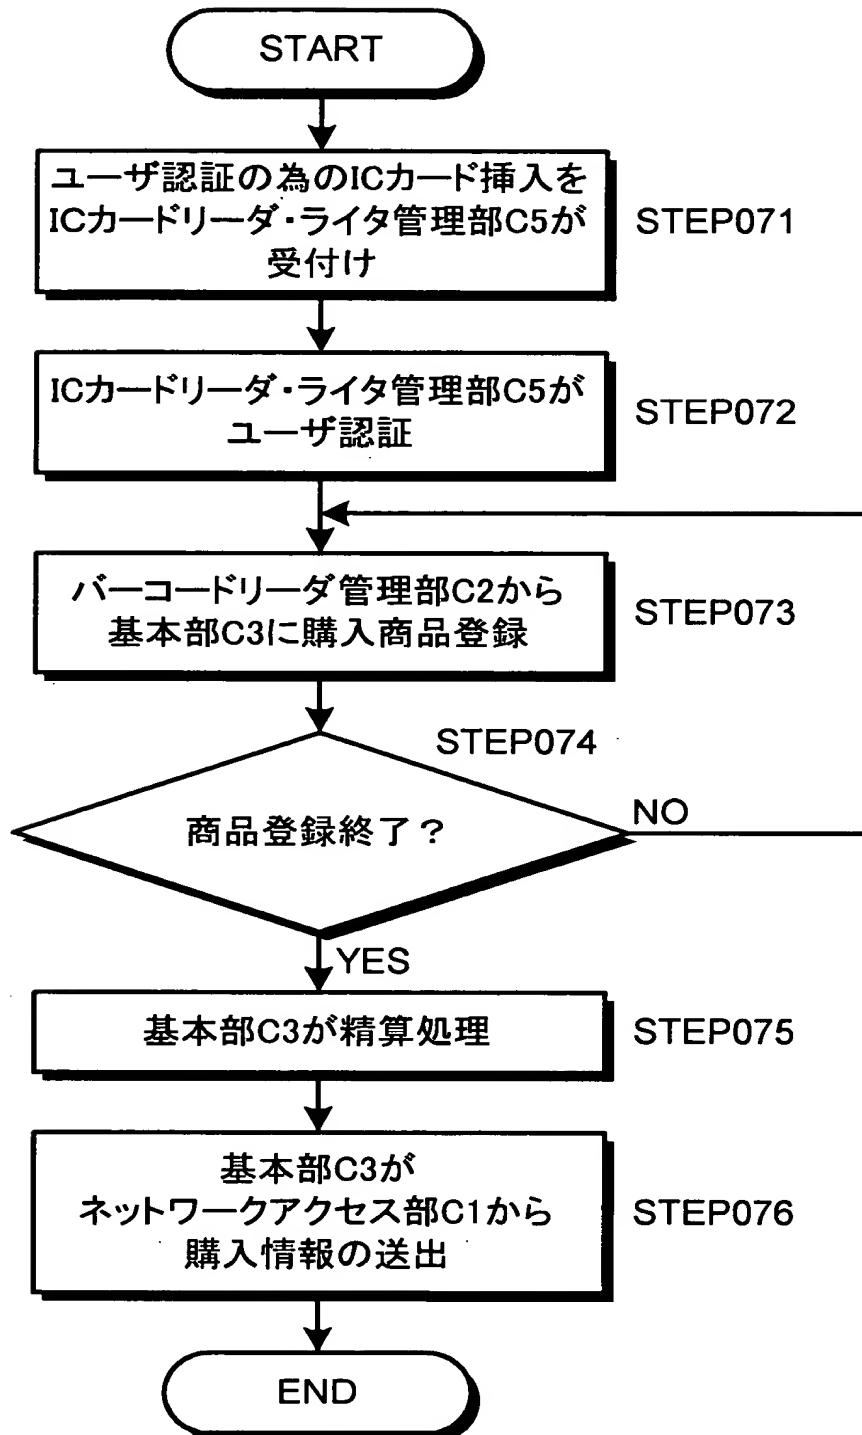 START
ユーザ認証の為のICカード挿入を
ICカードリーダ・ライタ管理部C5が
受付け
STEP071
ICカードリーダ・ライタ管理部C5が
ユーザ認証
STEP072
バーコードリーダ管理部C2から
基本部C3に購入商品登録
STEP073
STEP074
商品登録終了？
NO
YES
基本部C3が精算処理
STEP075
基本部C3が
ネットワークアクセス部C1から
購入情報の送出
STEP076
END